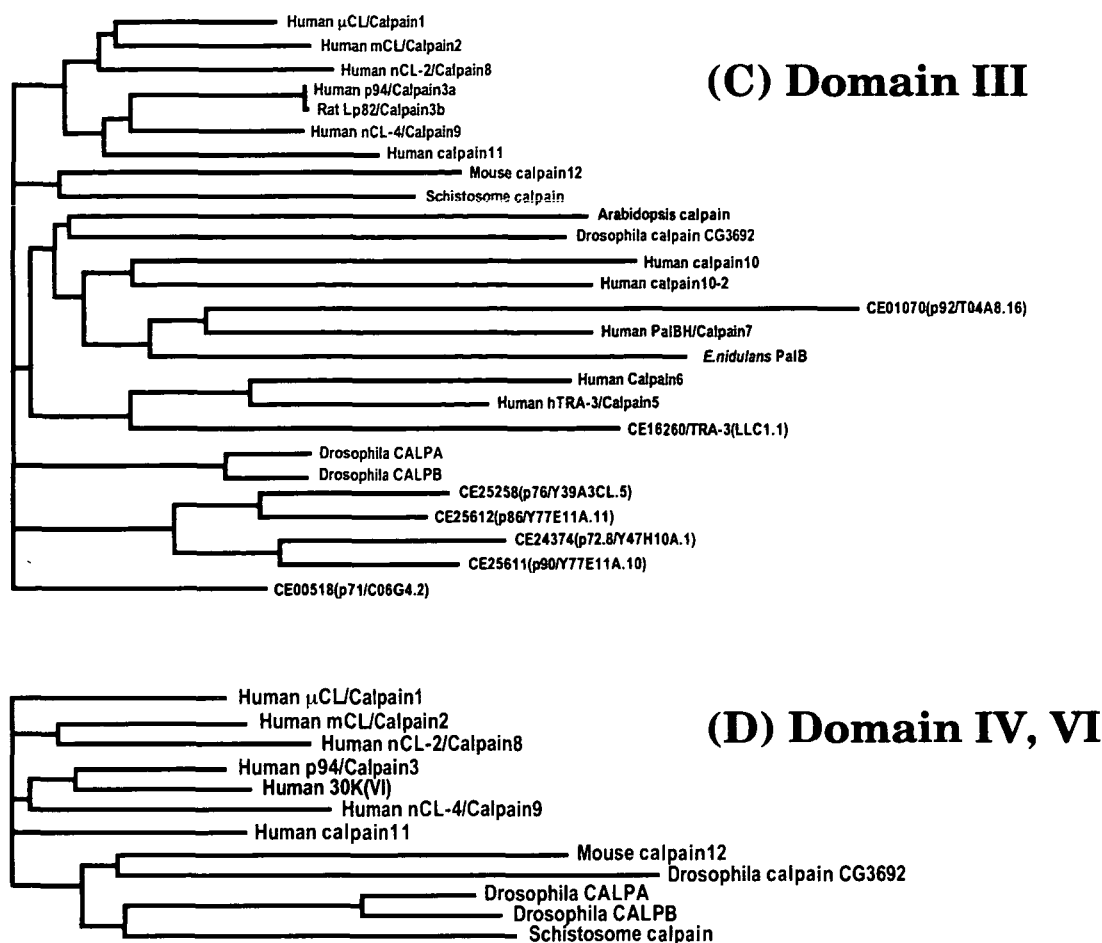 Human μCL/Calpain1
Human mCL/Calpain2
Human nCL-2/Calpain8
(C) Domain III
Human p94/Calpain3a
Rat Lp82/Calpain3b
Human nCL-4/Calpain9
Human calpain11
Mouse calpain12
Schistosome calpain
Arabidopsis calpain
Drosophila calpain CG3692
Human calpain10
Human calpain10-2
CE01070(p92/T04A8.16)
Human PalBH/Calpain7
E.nidulans PalB
Human Calpain6
Human hTRA-3/Calpain5
CE16260/TRA-3(LLC1.1)
Drosophila CALPA
Drosophila CALPB
CE25258(p76/Y39A3CL.5)
CE25612(p86/Y77E11A.11)
CE24374(p72.8/Y47H10A.1)
CE25611(p90/Y77E11A.10)
CE00518(p71/C06G4.2)
Human μCL/Calpain1
Human mCL/Calpain2
(D) Domain IV, VI
Human nCL-2/Calpain8
Human p94/Calpain3
Human 30K(VI)
Human nCL-4/Calpain9
Human calpain11
Mouse calpain12
Drosophila calpain CG3692
Drosophila CALPA
Drosophila CALPB
Schistosome calpain